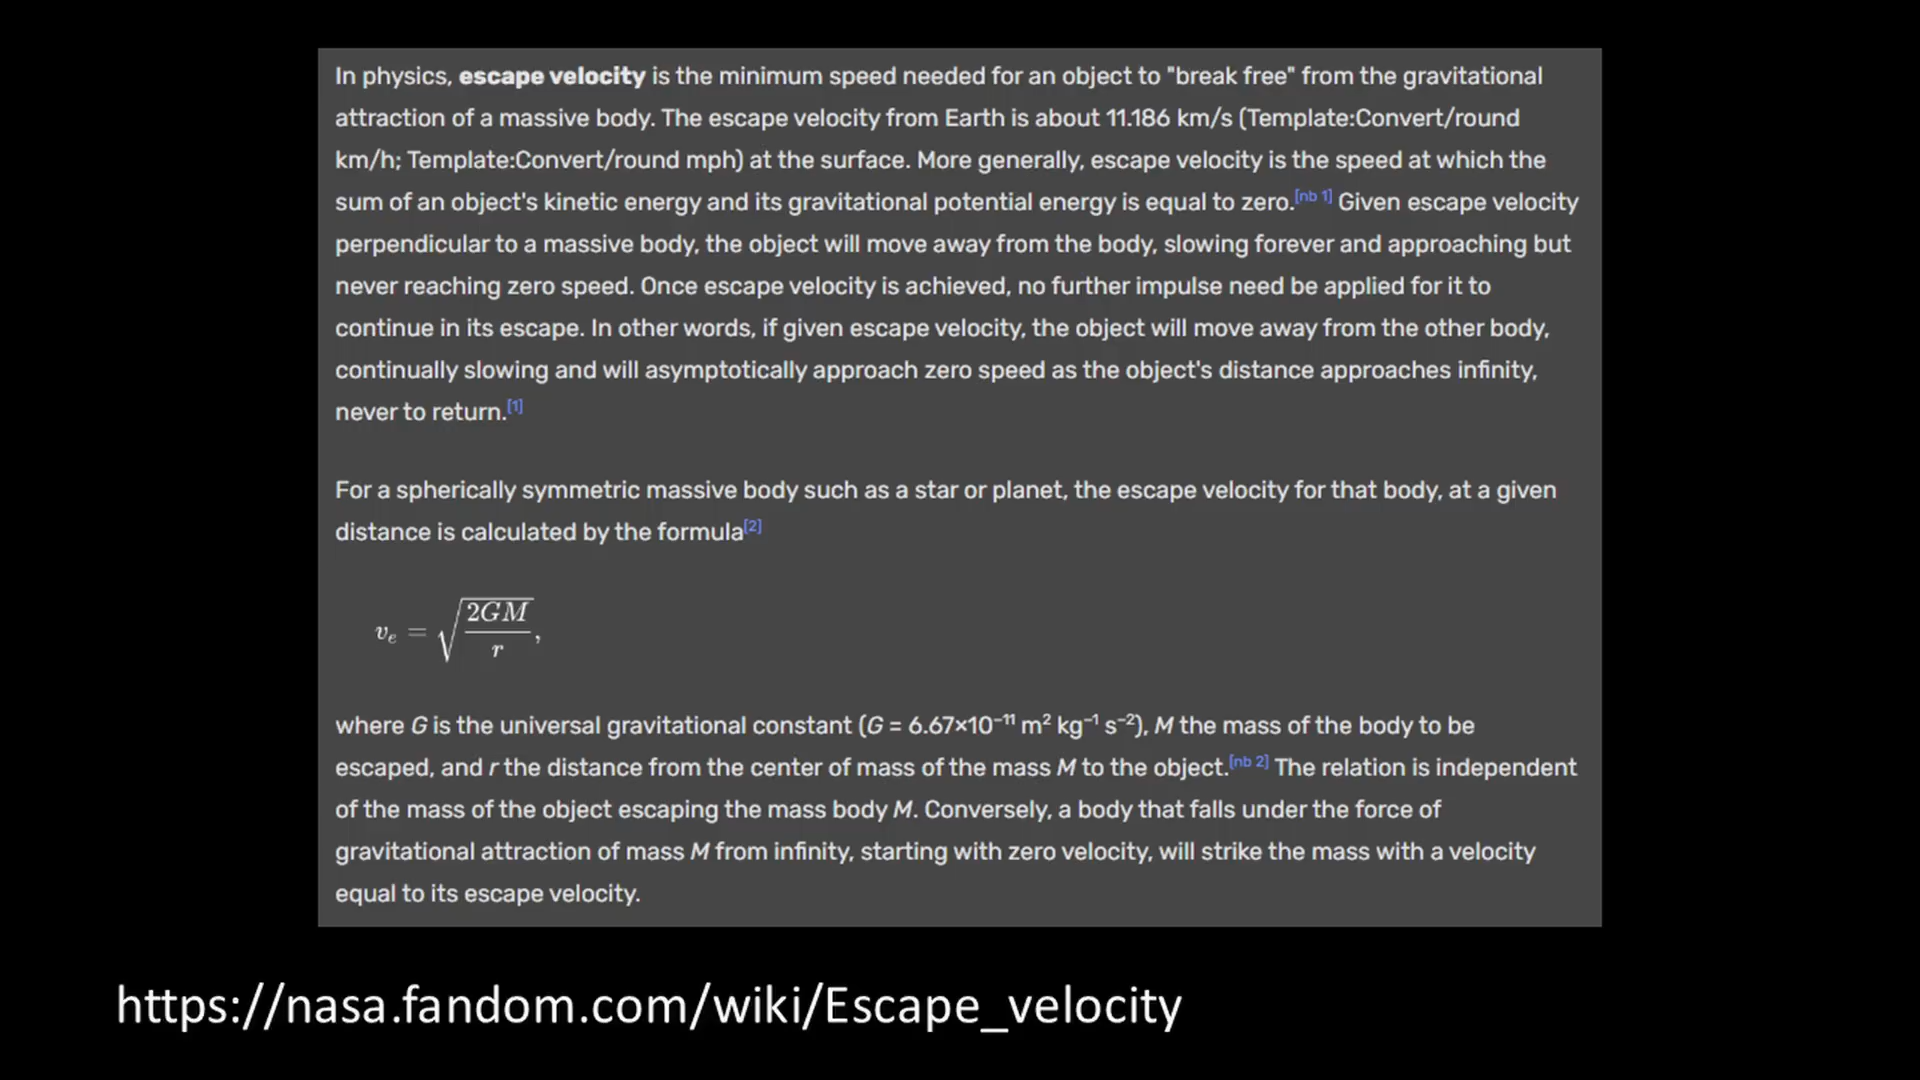 In physics, escape velocity is the minimum speed needed for an object to "break free" from the gravitational
attraction of a massive body. The escape velocity from Earth is about 11.186 km/s (Template:Convert/round
km/h; Template:Convert/round mph) at the surface. More generally, escape velocity is the speed at which the
sum of an object's kinetic energy and its gravitational potential energy is equal to zero.[nb 1] Given escape velocity
perpendicular to a massive body, the object will move away from the body, slowing forever and approaching but
never reaching zero speed. Once escape velocity is achieved, no further impulse need be applied for it to
continue in its escape. In other words, if given escape velocity, the object will move away from the other body,
continually slowing and will asymptotically approach zero speed as the object's distance approaches infinity,
never to return.[1]
For a spherically symmetric massive body such as a star or planet, the escape velocity for that body, at a given
distance is calculated by the formula[2]
vₑ = √(2GM/r),
where G is the universal gravitational constant (G = 6.67×10⁻¹¹ m² kg⁻¹ s⁻²), M the mass of the body to be
escaped, and r the distance from the center of mass of the mass M to the object.[nb 2] The relation is independent
of the mass of the object escaping the mass body M. Conversely, a body that falls under the force of
gravitational attraction of mass M from infinity, starting with zero velocity, will strike the mass with a velocity
equal to its escape velocity.
https://nasa.fandom.com/wiki/Escape_velocity